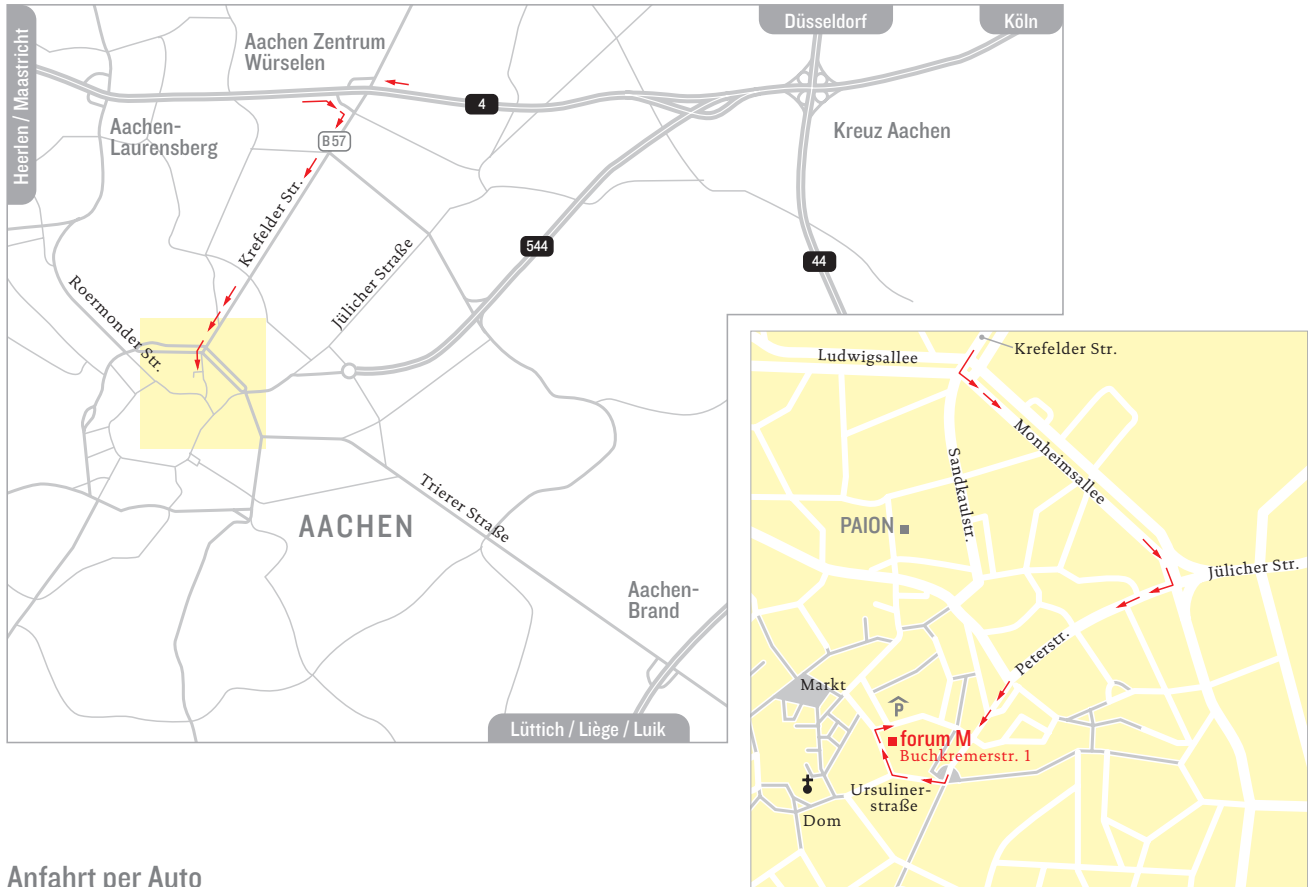 Düsseldorf
Köln
Heerlen / Maastricht
Aachen Zentrum
Würselen
4
Aachen-
Laurensberg
B57
Kreuz Aachen
Krefelder Str.
544
44
Jülicher Straße
Roermonder Str.
AACHEN
Trierer Straße
Aachen-
Brand
Lüttich / Liège / Luik
Ludwigsallee
Krefelder Str.
Monheimsallee
Sandkaulstr.
PAION
Jülicher Str.
Peterstr.
Markt
P
forum M
Buchkremerstr. 1
Ursuliner-
straße
Dom
Anfahrt per Auto